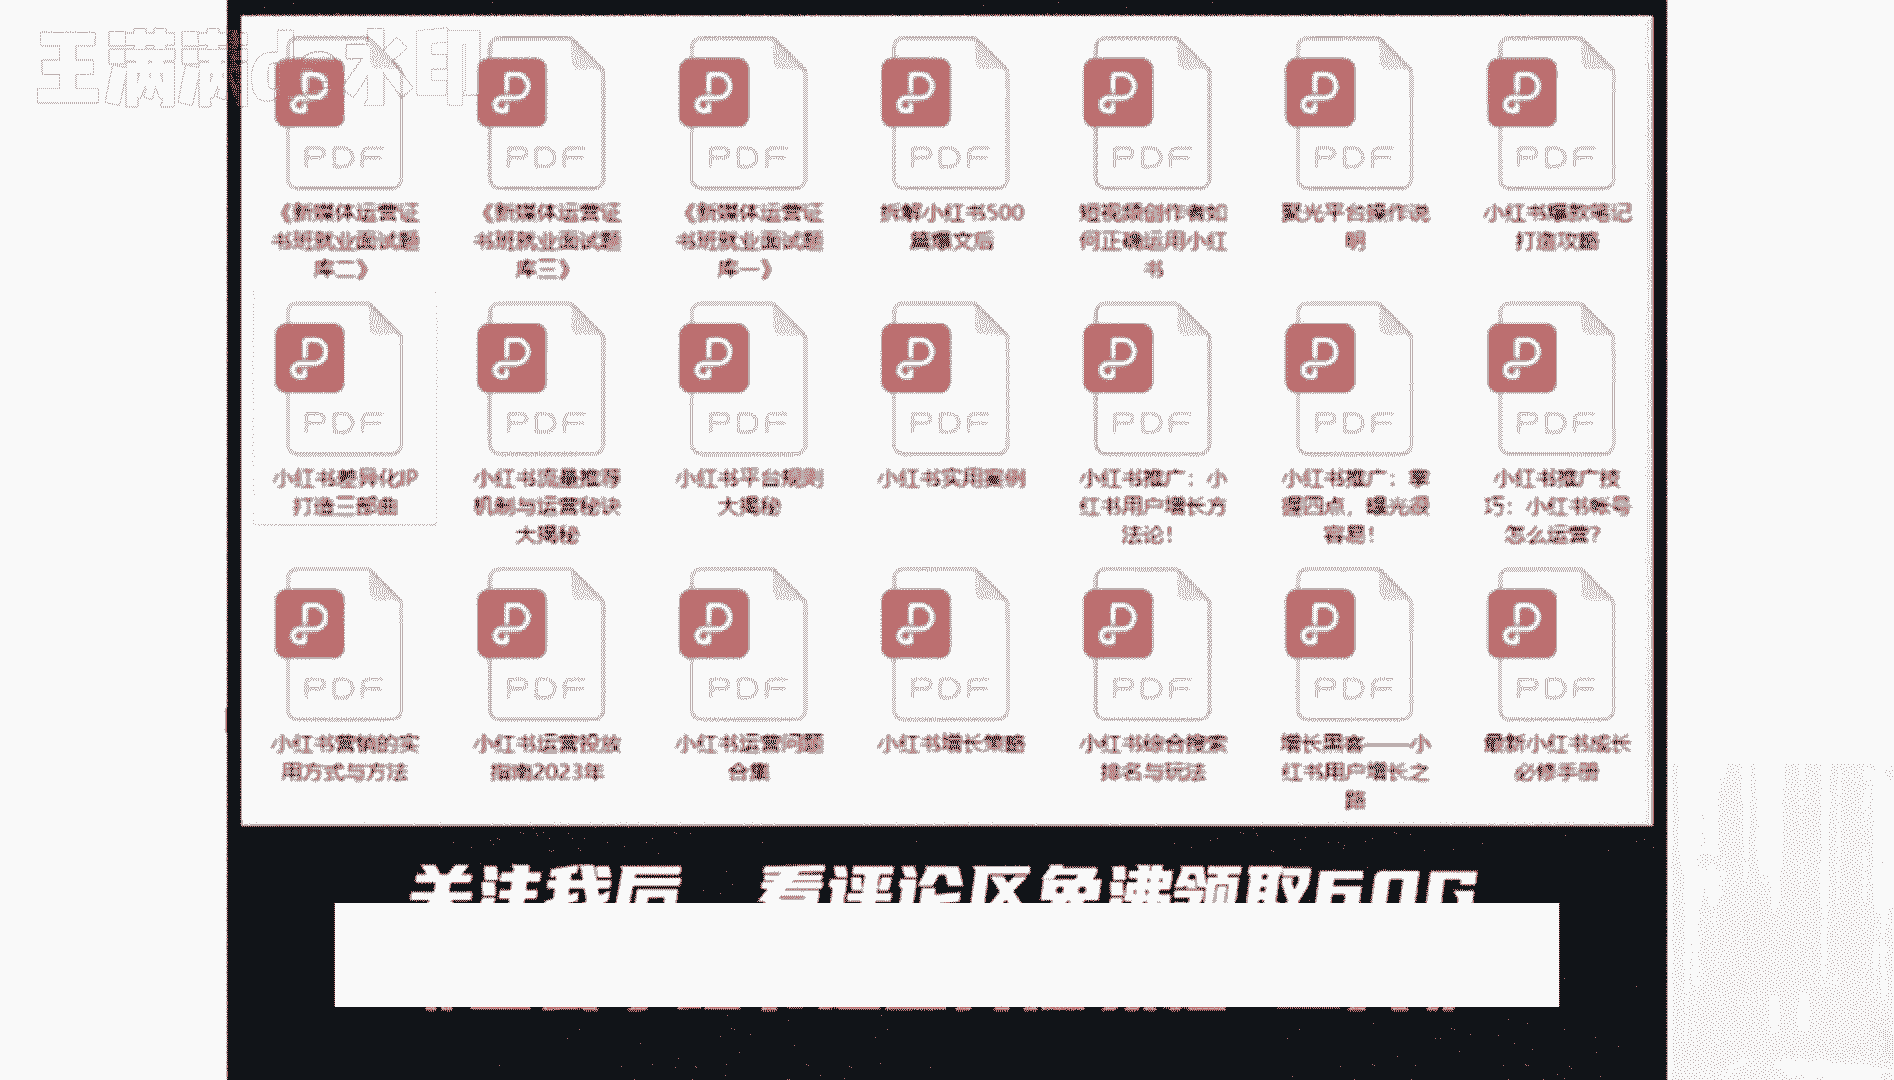 王满满de水印
PDF PDF PDF PDF PDF PDF PDF
《新媒体运营证 《新媒体运营证 《新媒体运营证 拆解小红书500 短视频创作者如 聚光平台操作说 小红书爆款笔记
书班就业面试题 书班就业面试题 书班就业面试题 篇爆文后 何正确运用小红 明 打造攻略
库二》 库三》 库一》 书
PDF PDF PDF PDF PDF PDF PDF
小红书差异化IP 小红书流量推荐 小红书平台规则 小红书实用案例 小红书推广：小 小红书推广：掌 小红书推广技
打造三部曲 机制与运营秘诀 大揭秘 红书用户增长方 握四点，曝光很 巧：小红书帐号
大揭秘 法论！ 容易！ 怎么运营？
PDF PDF PDF PDF PDF PDF PDF
小红书营销的实 小红书运营投放 小红书运营问题 小红书增长策略 小红书综合搜索 增长黑客——小 最新小红书成长
用方式与方法 指南2023年 合集 排名与玩法 红书用户增长之 必修手册
路
关注我后 看评论区免沸领取60G